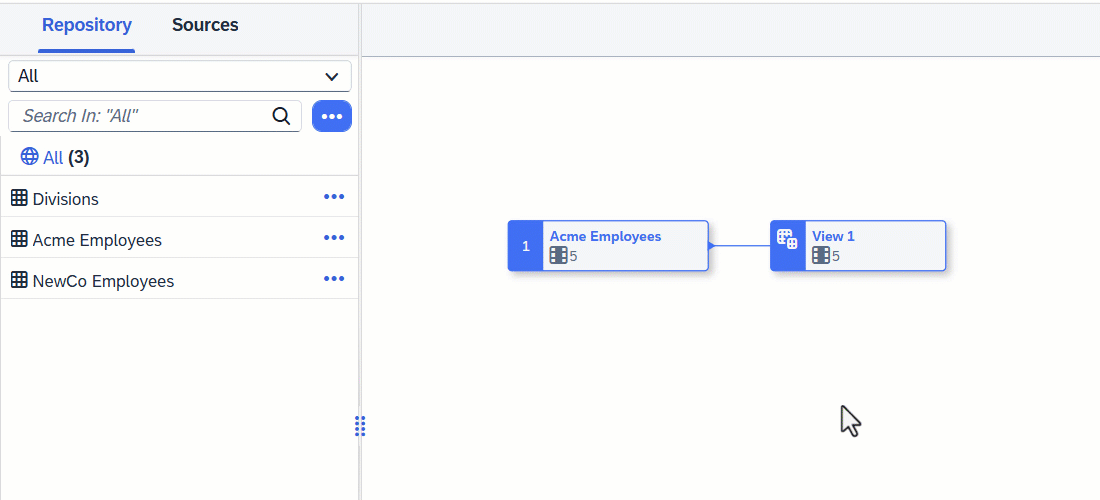 Repository Sources
All
Search In: "All"
All (3)
Divisions
Acme Employees
NewCo Employees
1 Acme Employees
5
View 1
5